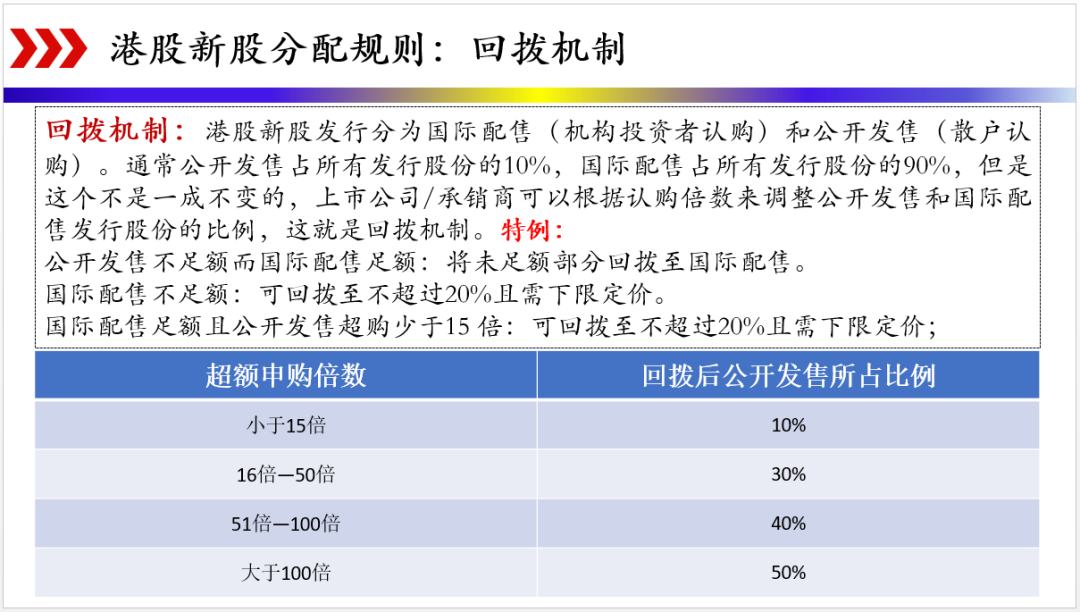 港股新股分配规则：回拨机制
回拨机制：港股新股发行分为国际配售（机构投资者认购）和公开发售（散户认
购）。通常公开发售占所有发行股份的10%，国际配售占所有发行股份的90%，但是
这个不是一成不变的，上市公司/承销商可以根据认购倍数来调整公开发售和国际配
售发行股份的比例，这就是回拨机制。特例：
公开发售不足额而国际配售足额：将未足额部分回拨至国际配售。
国际配售不足额：可回拨至不超过20%且需下限定价。
国际配售足额且公开发售超购少于15 倍：可回拨至不超过20%且需下限定价；
超额申购倍数 回拨后公开发售所占比例
小于15倍 10%
16倍—50倍 30%
51倍—100倍 40%
大于100倍 50%